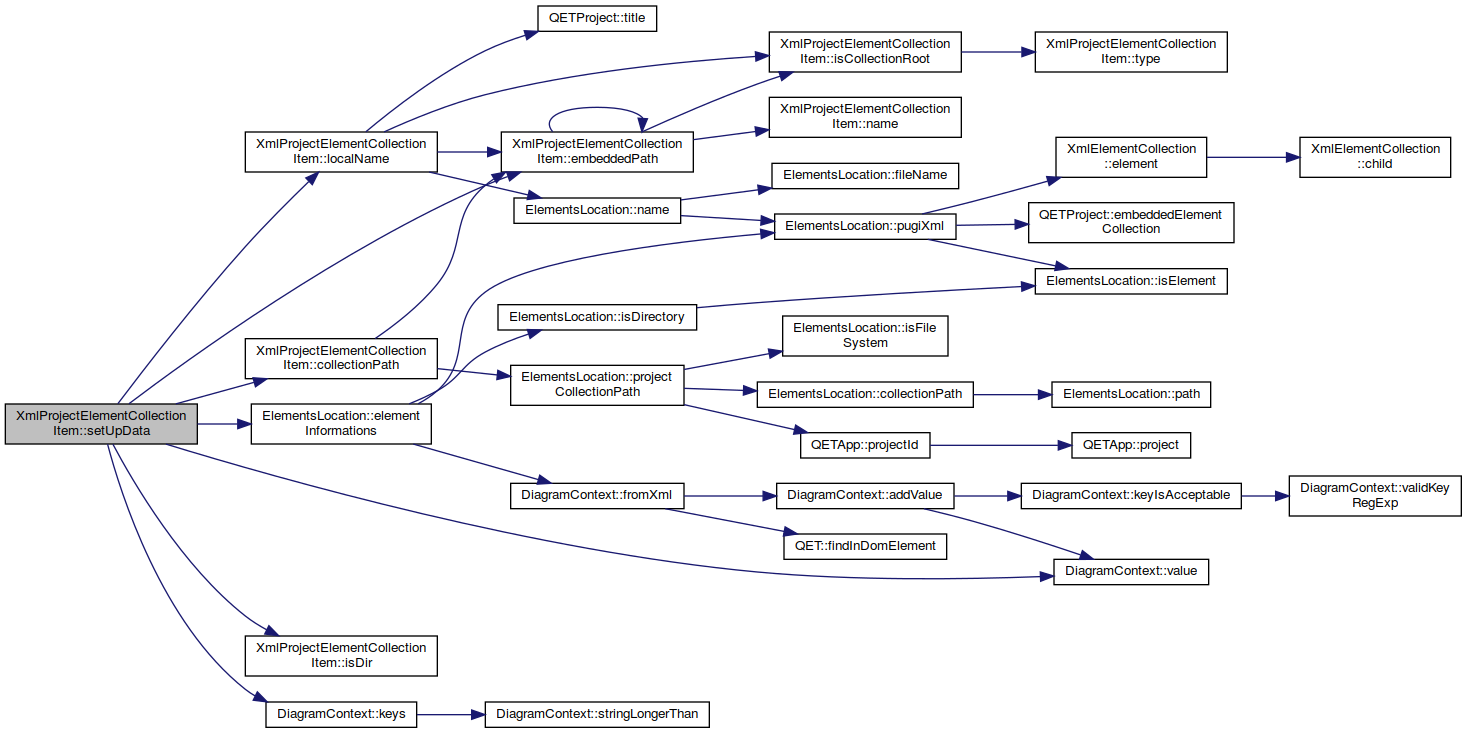 QETProject::title
XmlProjectElementCollection
Item::isCollectionRoot
XmlProjectElementCollection
Item::type
XmlProjectElementCollection
Item::name
XmlProjectElementCollection
Item::localName
XmlProjectElementCollection
Item::embeddedPath
XmlElementCollection
::element
XmlElementCollection
::child
ElementsLocation::fileName
ElementsLocation::name
ElementsLocation::pugiXml
QETProject::embeddedElement
Collection
ElementsLocation::isElement
ElementsLocation::isDirectory
ElementsLocation::isFile
System
XmlProjectElementCollection
Item::collectionPath
ElementsLocation::project
CollectionPath
ElementsLocation::collectionPath
ElementsLocation::path
XmlProjectElementCollection
Item::setUpData
ElementsLocation::element
Informations
QETApp::projectId
QETApp::project
DiagramContext::fromXml
DiagramContext::addValue
DiagramContext::keyIsAcceptable
DiagramContext::validKey
RegExp
QET::findInDomElement
DiagramContext::value
XmlProjectElementCollection
Item::isDir
DiagramContext::keys
DiagramContext::stringLongerThan